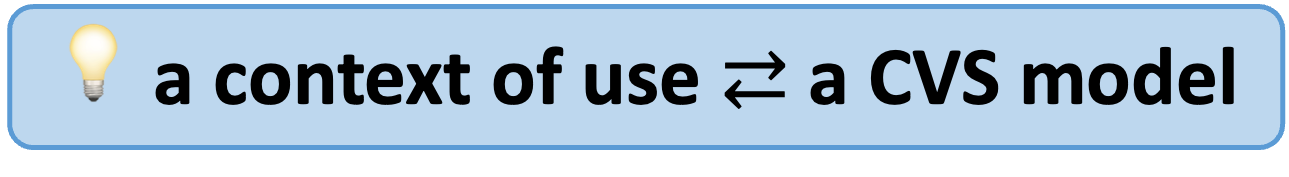 💡 a context of use ⇄ a CVS model